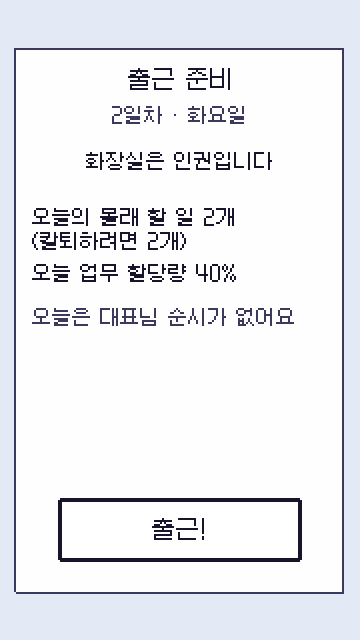 출근 준비
2일차 · 화요일
화장실은 인권입니다
오늘의 몰래 할 일 2개
(칼퇴하려면 2개)
오늘 업무 할당량 40%
오늘은 대표님 순시가 없어요
출근!